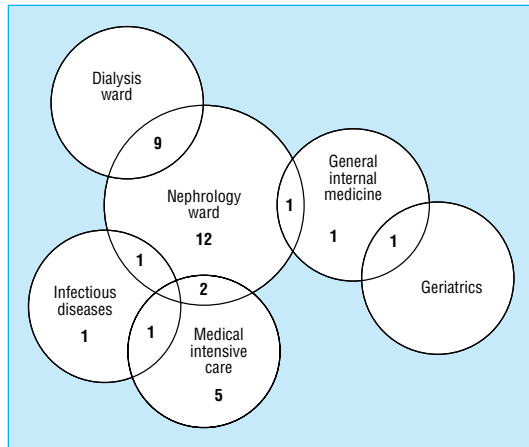 Dialysis
ward
9
Nephrology
ward
12
General
internal
medicine
1
1
1
Geriatrics
1
Infectious
diseases
1
1
2
Medical
intensive
care
5